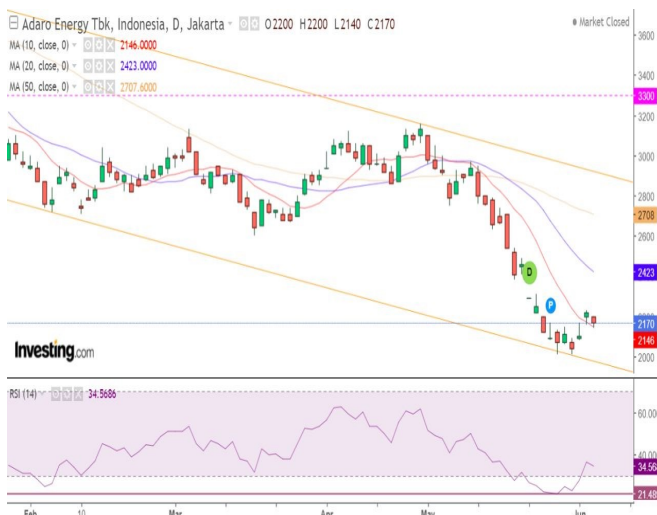 Adaro Energy Tbk, Indonesia, D, Jakarta O2200 H2200 L2140 C2170
Market Closed
MA (10, close, 0) 2146.0000
MA (20, close, 0) 2423.0000
MA (50, close, 0) 2707.6000
3600
3400
3300
3200
3000
2800
2708
2600
2423
D
P
2170
2146
2000
Investing.com
RSI (14) 34.5686
60.00
40.00
34.56
21.48
Feb 10 Mar Apr May Jun